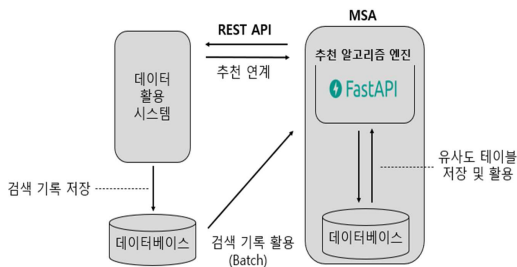 MSA
REST API
추천 연계
데이터
활용
시스템
추천 알고리즘 엔진
FastAPI
검색 기록 저장
유사도 테이블
저장 및 활용
데이터베이스
검색 기록 활용
(Batch)
데이터베이스